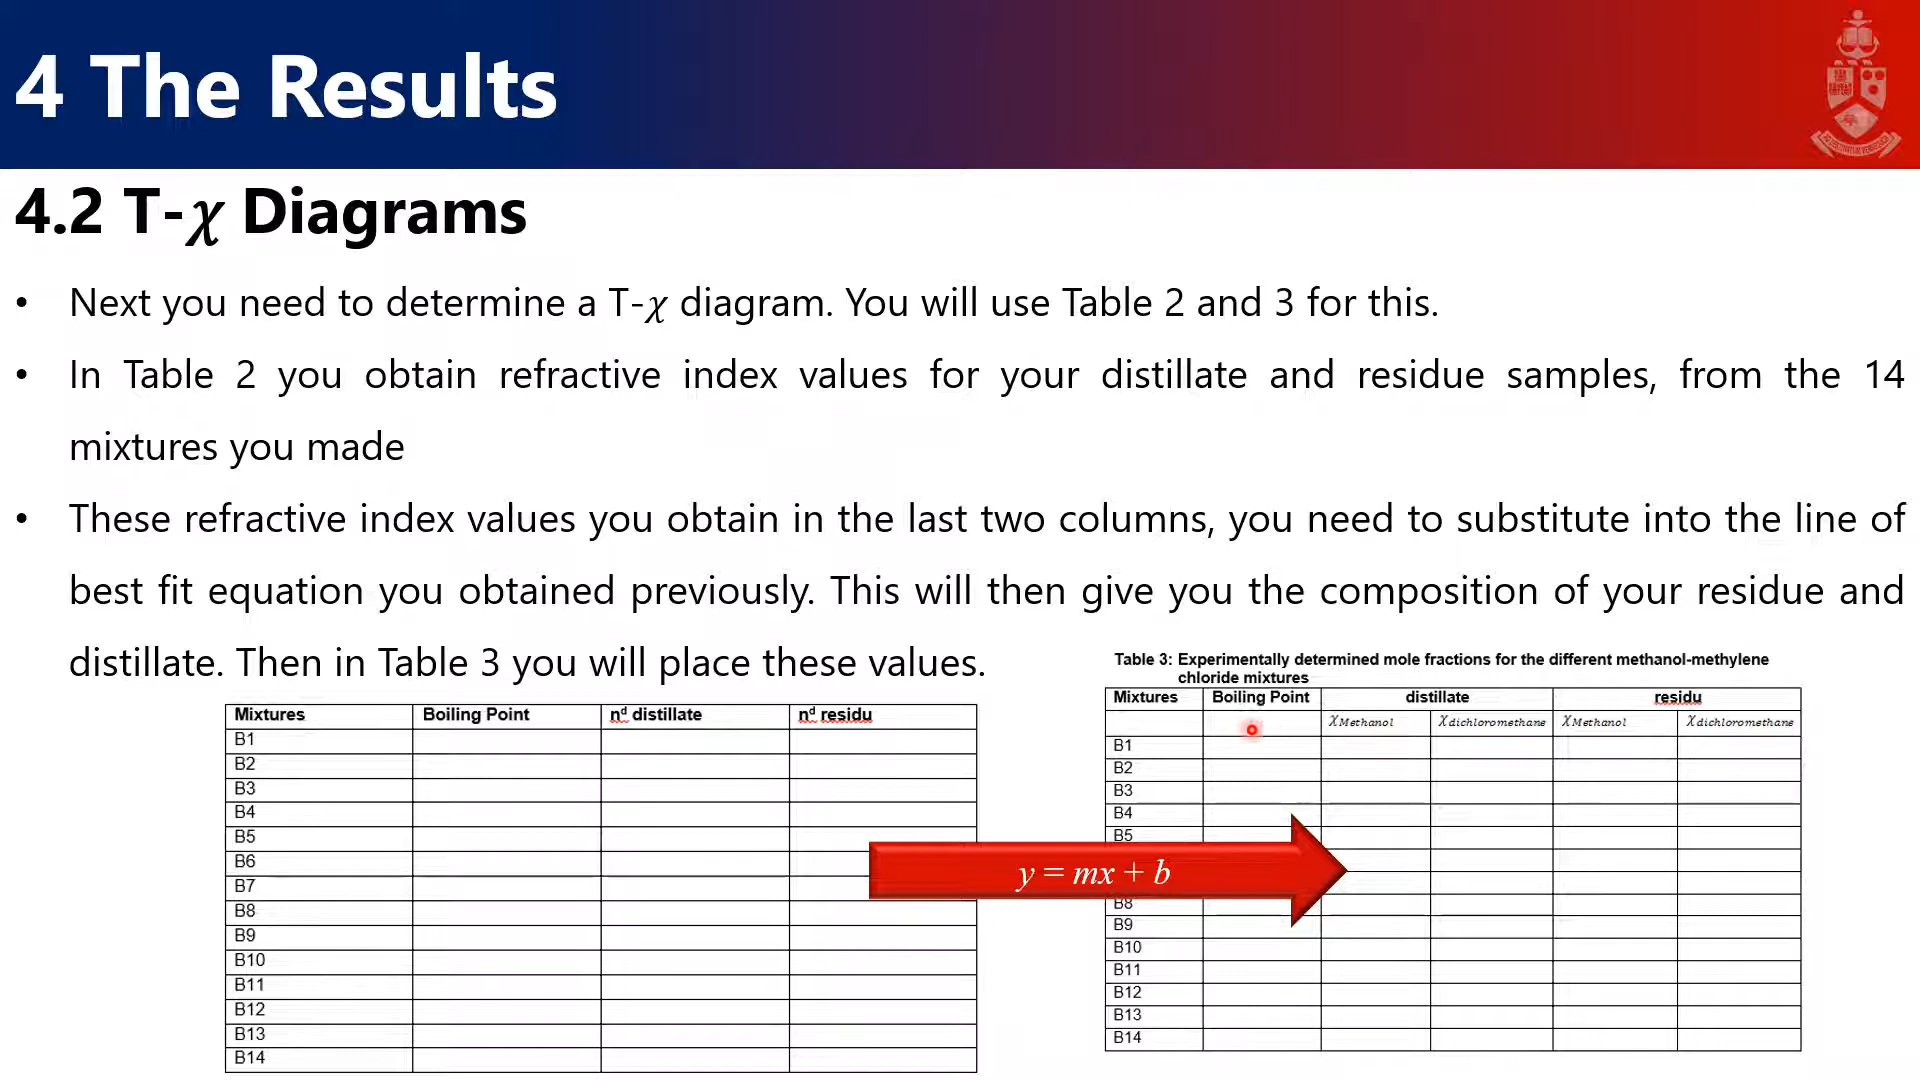 4 The Results
4.2 T-χ Diagrams
• Next you need to determine a T-χ diagram. You will use Table 2 and 3 for this.
• In Table 2 you obtain refractive index values for your distillate and residue samples, from the 14
mixtures you made
• These refractive index values you obtain in the last two columns, you need to substitute into the line of
best fit equation you obtained previously. This will then give you the composition of your residue and
distillate. Then in Table 3 you will place these values.
Mixtures Boiling Point nᵈ distillate nᵈ residu
B1
B2
B3
B4
B5
B6
B7
B8
B9
B10
B11
B12
B13
B14
y = mx + b
Table 3: Experimentally determined mole fractions for the different methanol-methylene
chloride mixtures
Mixtures Boiling Point distillate residu
χMethanol χdichloromethane χMethanol χdichloromethane
B1
B2
B3
B4
B5
B8
B9
B10
B11
B12
B13
B14